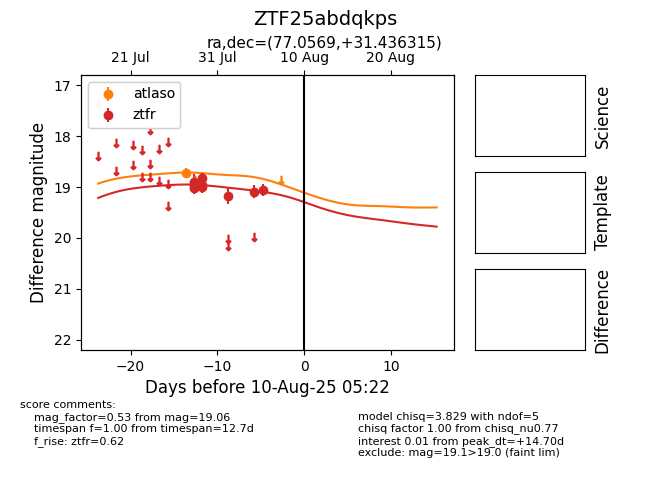 ZTF25abdqkps
ra,dec=(77.0569,+31.436315)
21 Jul 31 Jul 10 Aug 20 Aug
atlaso
ztfr
17
18
19
20
21
22
Difference magnitude
−20 −10 0 10
Days before 10-Aug-25 05:22
Science
Template
Difference
score comments:
mag_factor=0.53 from mag=19.06
timespan f=1.00 from timespan=12.7d
f_rise: ztfr=0.62
model chisq=3.829 with ndof=5
chisq factor 1.00 from chisq_nu0.77
interest 0.01 from peak_dt=+14.70d
exclude: mag=19.1>19.0 (faint lim)